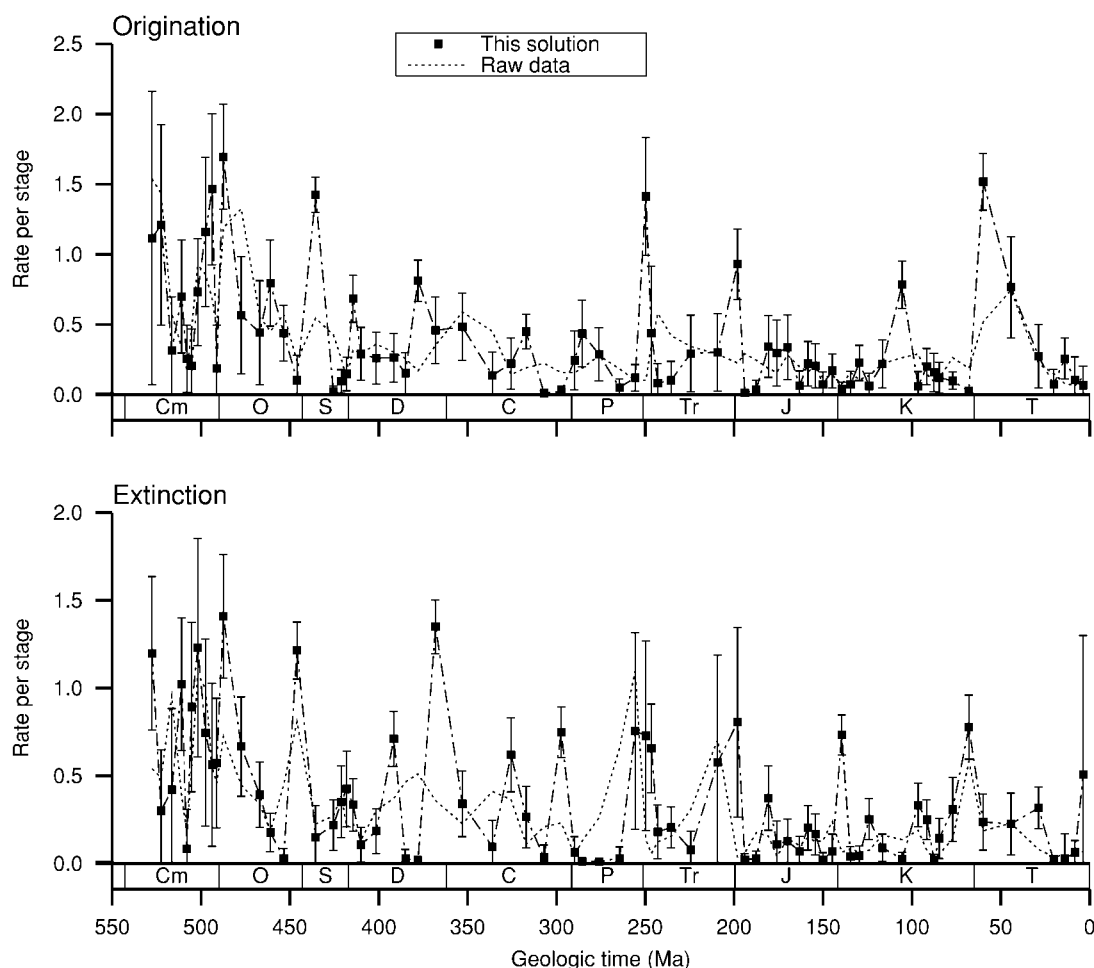 Origination
This solution
Raw data
2.5
2.0
1.5
1.0
0.5
0.0
Rate per stage
Cm O S D C P Tr J K T
Extinction
2.0
1.5
1.0
0.5
0.0
Rate per stage
Cm O S D C P Tr J K T
550 500 450 400 350 300 250 200 150 100 50 0
Geologic time (Ma)